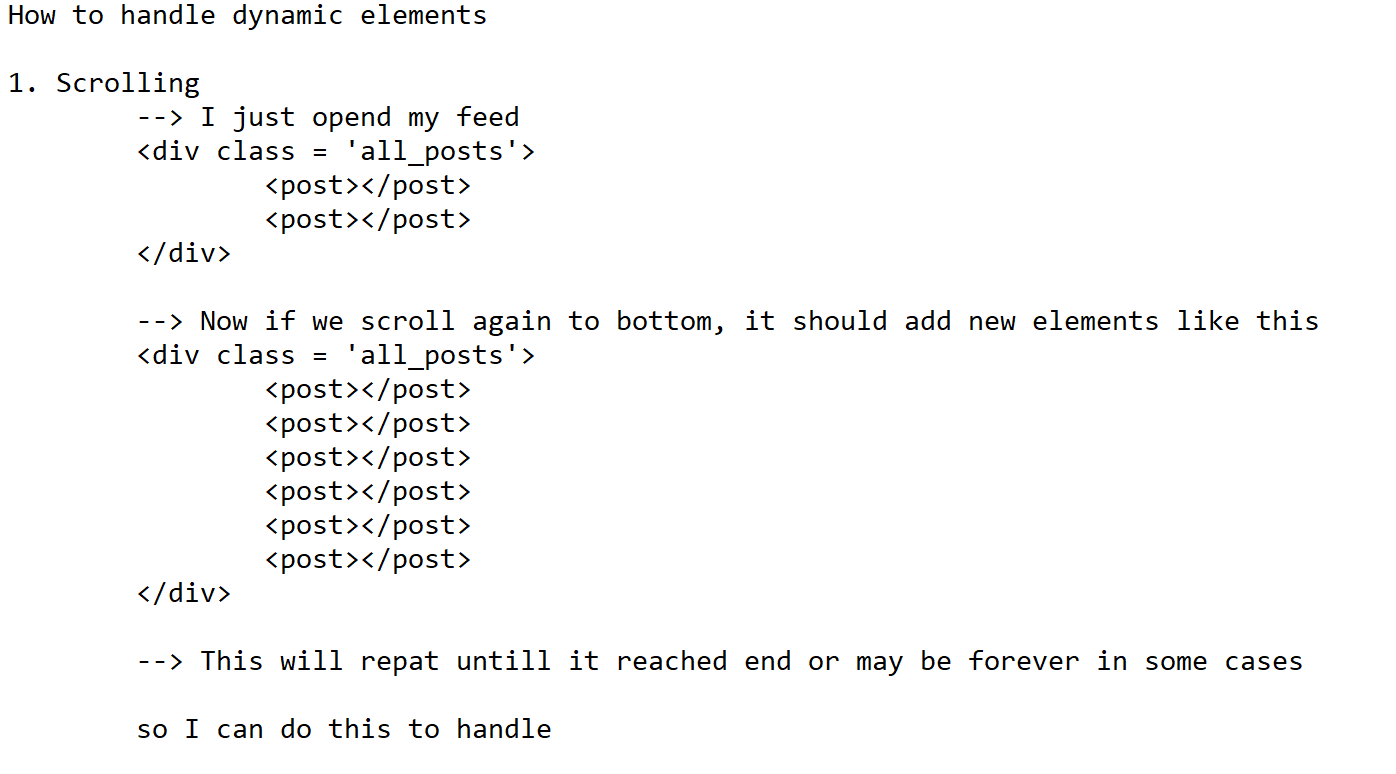 How to handle dynamic elements
1. Scrolling
--> I just opend my feed
<div class = 'all_posts'>
<post></post>
<post></post>
</div>
--> Now if we scroll again to bottom, it should add new elements like this
<div class = 'all_posts'>
<post></post>
<post></post>
<post></post>
<post></post>
<post></post>
<post></post>
</div>
--> This will repat untill it reached end or may be forever in some cases
so I can do this to handle